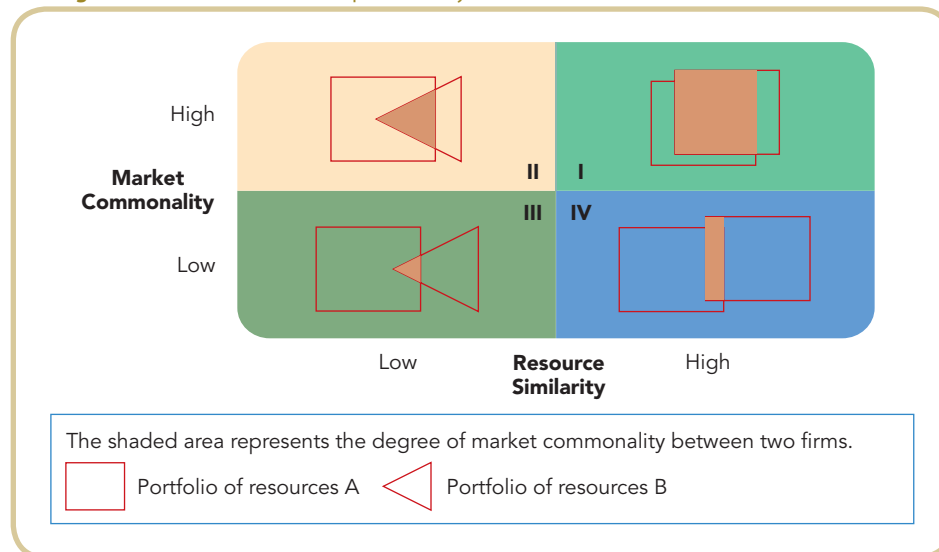 High
Market
Commonality
II
I
III
IV
Low
Low
Resource
Similarity
High
The shaded area represents the degree of market commonality between two firms.
Portfolio of resources A
Portfolio of resources B